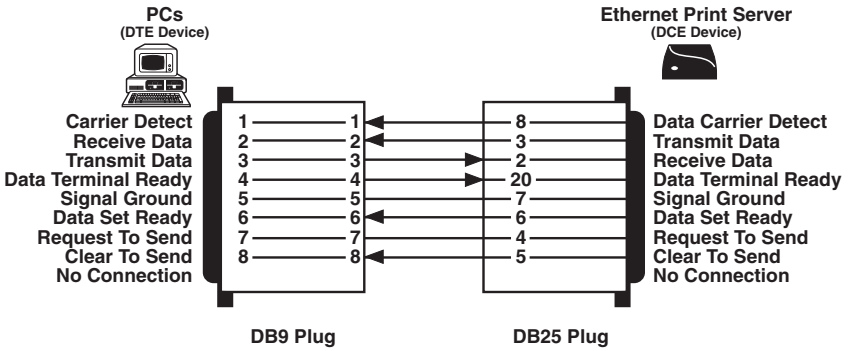 PCs
(DTE Device)
Ethernet Print Server
(DCE Device)
Carrier Detect 1 1 8 Data Carrier Detect
Receive Data 2 2 3 Transmit Data
Transmit Data 3 3 2 Receive Data
Data Terminal Ready 4 4 20 Data Terminal Ready
Signal Ground 5 5 7 Signal Ground
Data Set Ready 6 6 6 Data Set Ready
Request To Send 7 7 4 Request To Send
Clear To Send 8 8 5 Clear To Send
No Connection No Connection
DB9 Plug DB25 Plug